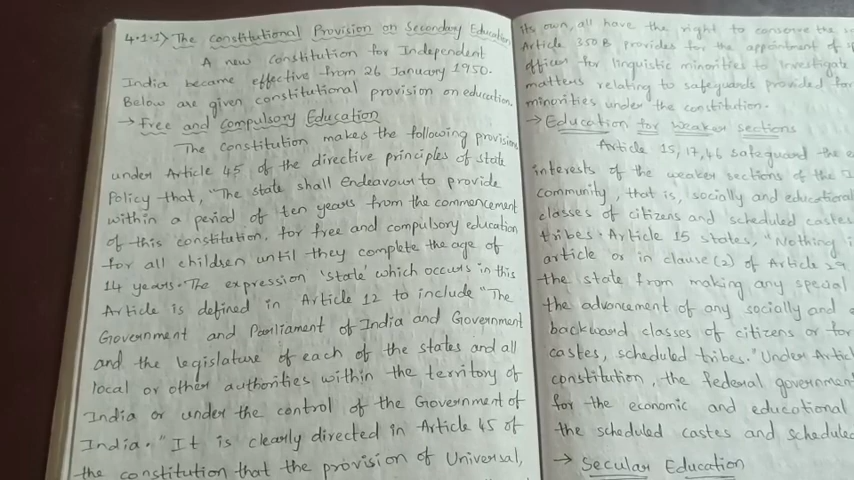 4.1.1) The Constitutional Provision on Secondary Education
A new Constitution for Independent
India became effective from 26 January 1950.
Below are given constitutional provision on education.
→ Free and Compulsory Education
The Constitution makes the following provisions
under Article 45 of the directive principles of State
Policy that, "The state shall Endeavour to provide
within a period of ten years from the commencement
of this constitution, for free and compulsory education
for all children until they complete the age of
14 years. The expression 'state' which occurs in this
Article is defined in Article 12 to include "The
Government and Parliament of India and Government
and the legislature of each of the states and all
local or other authorities within the territory of
India or under the control of the Government of
India." It is clearly directed in Article 45 of
the constitution that the provision of Universal,
its own, all have the right to conserve the
Article 350 B provides for the appointment of
officer for linguistic minorities to investigate
matters relating to safeguards provided for
minorities under the constitution.
→ Education for weaker sections
Article 15, 17, 46 safeguard the
interests of the weaker sections of the
community, that is, socially and educational
classes of citizens and scheduled castes
tribes. Article 15 states, "Nothing
article or in clause (2) of Article 29
the state from making any special
the advancement of any socially and
backward classes of citizens or for
castes, scheduled tribes." Under
constitution, the federal government
for the economic and educational
the scheduled castes and scheduled
→ Secular Education